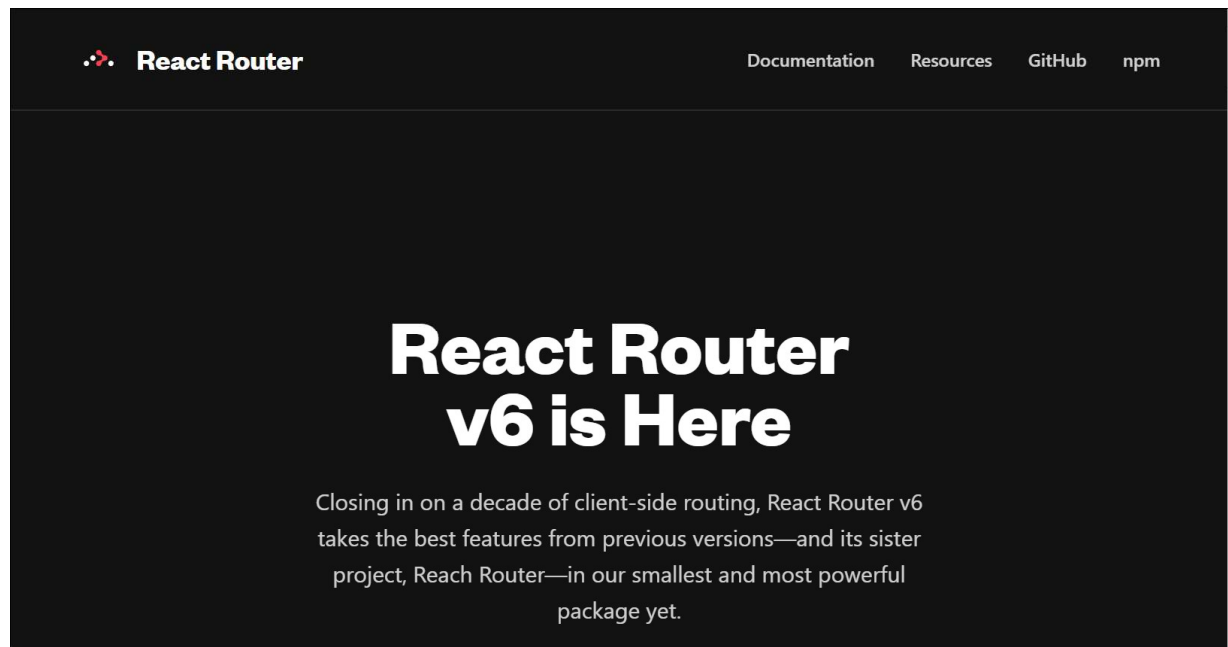 React Router
Documentation Resources GitHub npm
React Router
v6 is Here
Closing in on a decade of client-side routing, React Router v6
takes the best features from previous versions—and its sister
project, Reach Router—in our smallest and most powerful
package yet.